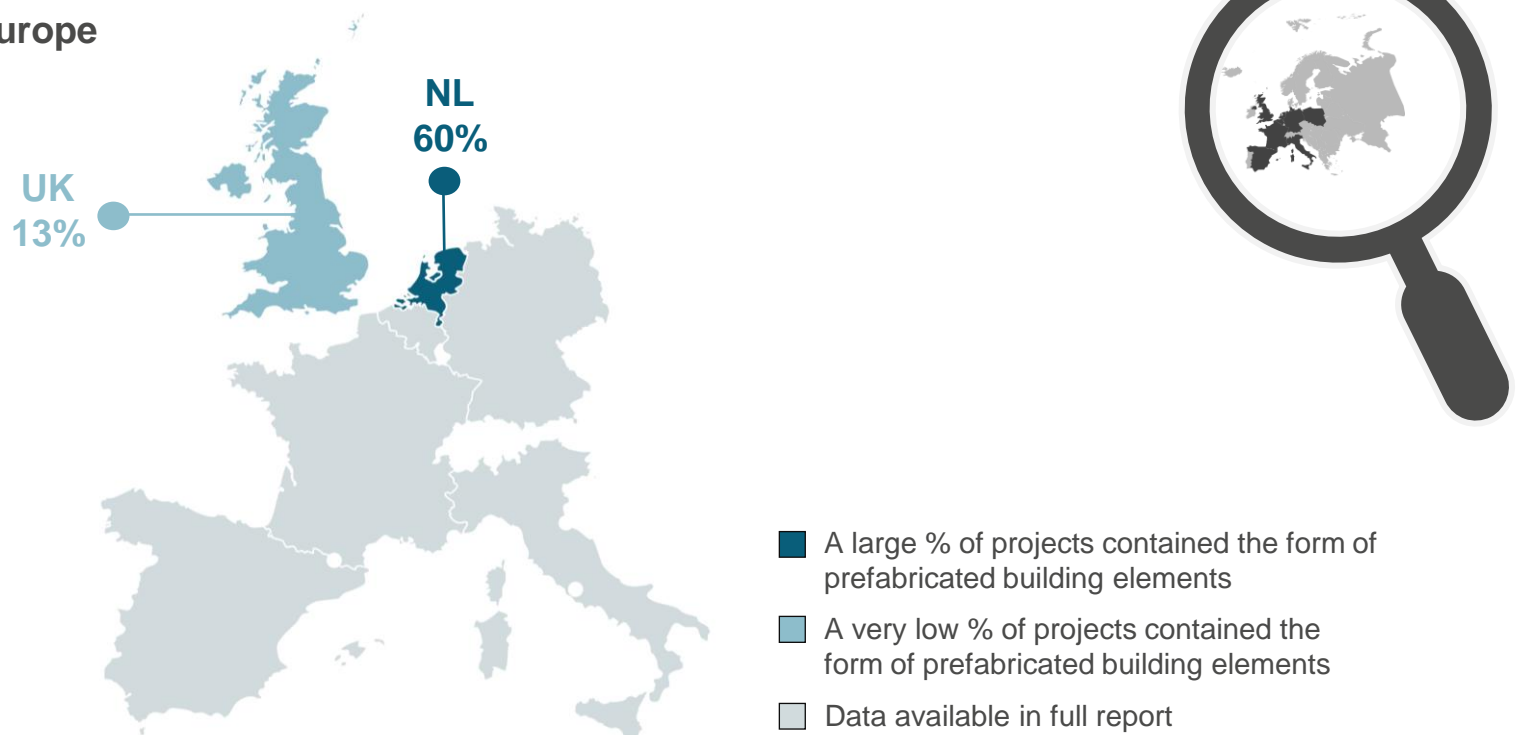 urope
NL
60%
UK
13%
A large % of projects contained the form of
prefabricated building elements
A very low % of projects contained the
form of prefabricated building elements
Data available in full report